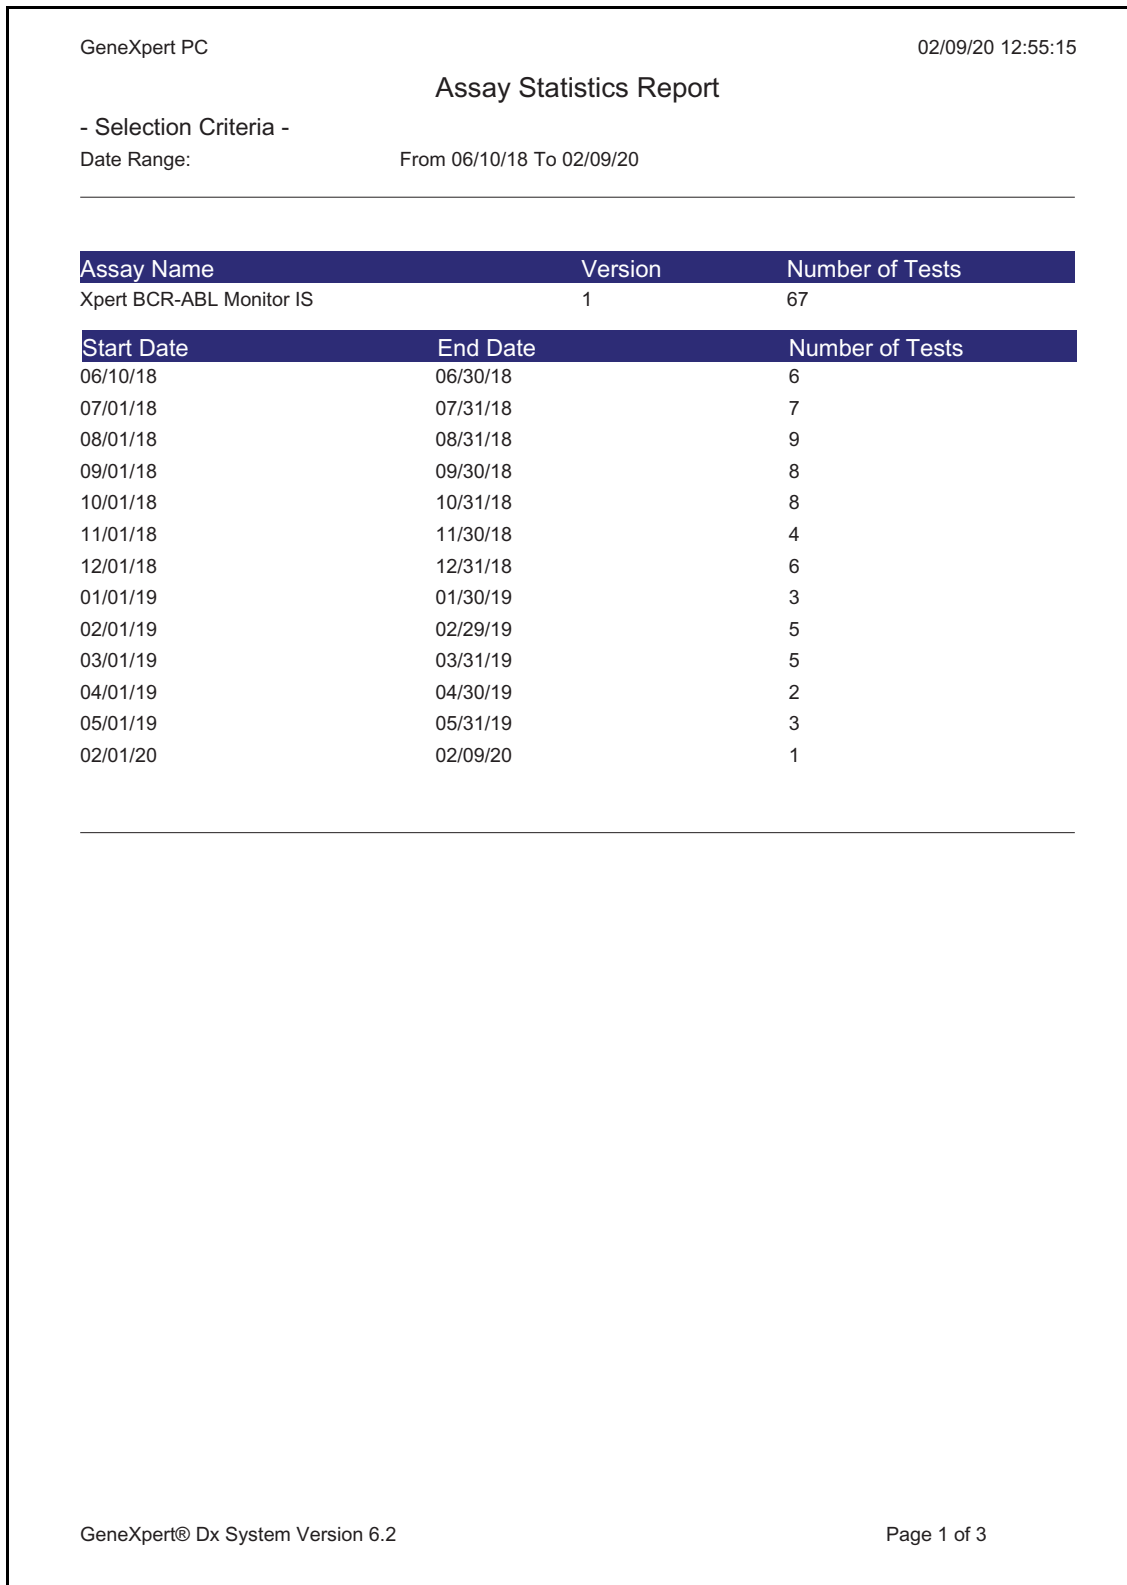 GeneXpert PC 02/09/20 12:55:15
Assay Statistics Report
- Selection Criteria -
Date Range: From 06/10/18 To 02/09/20
Assay Name Version Number of Tests
Xpert BCR-ABL Monitor IS 1 67
Start Date End Date Number of Tests
06/10/18 06/30/18 6
07/01/18 07/31/18 7
08/01/18 08/31/18 9
09/01/18 09/30/18 8
10/01/18 10/31/18 8
11/01/18 11/30/18 4
12/01/18 12/31/18 6
01/01/19 01/30/19 3
02/01/19 02/29/19 5
03/01/19 03/31/19 5
04/01/19 04/30/19 2
05/01/19 05/31/19 3
02/01/20 02/09/20 1
GeneXpert® Dx System Version 6.2 Page 1 of 3